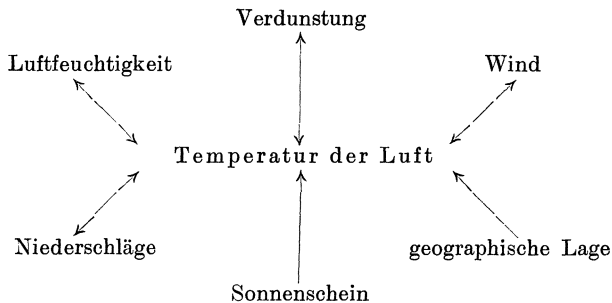 Verdunstung
Luftfeuchtigkeit
Wind
Temperatur der Luft
Niederschläge
geographische Lage
Sonnenschein